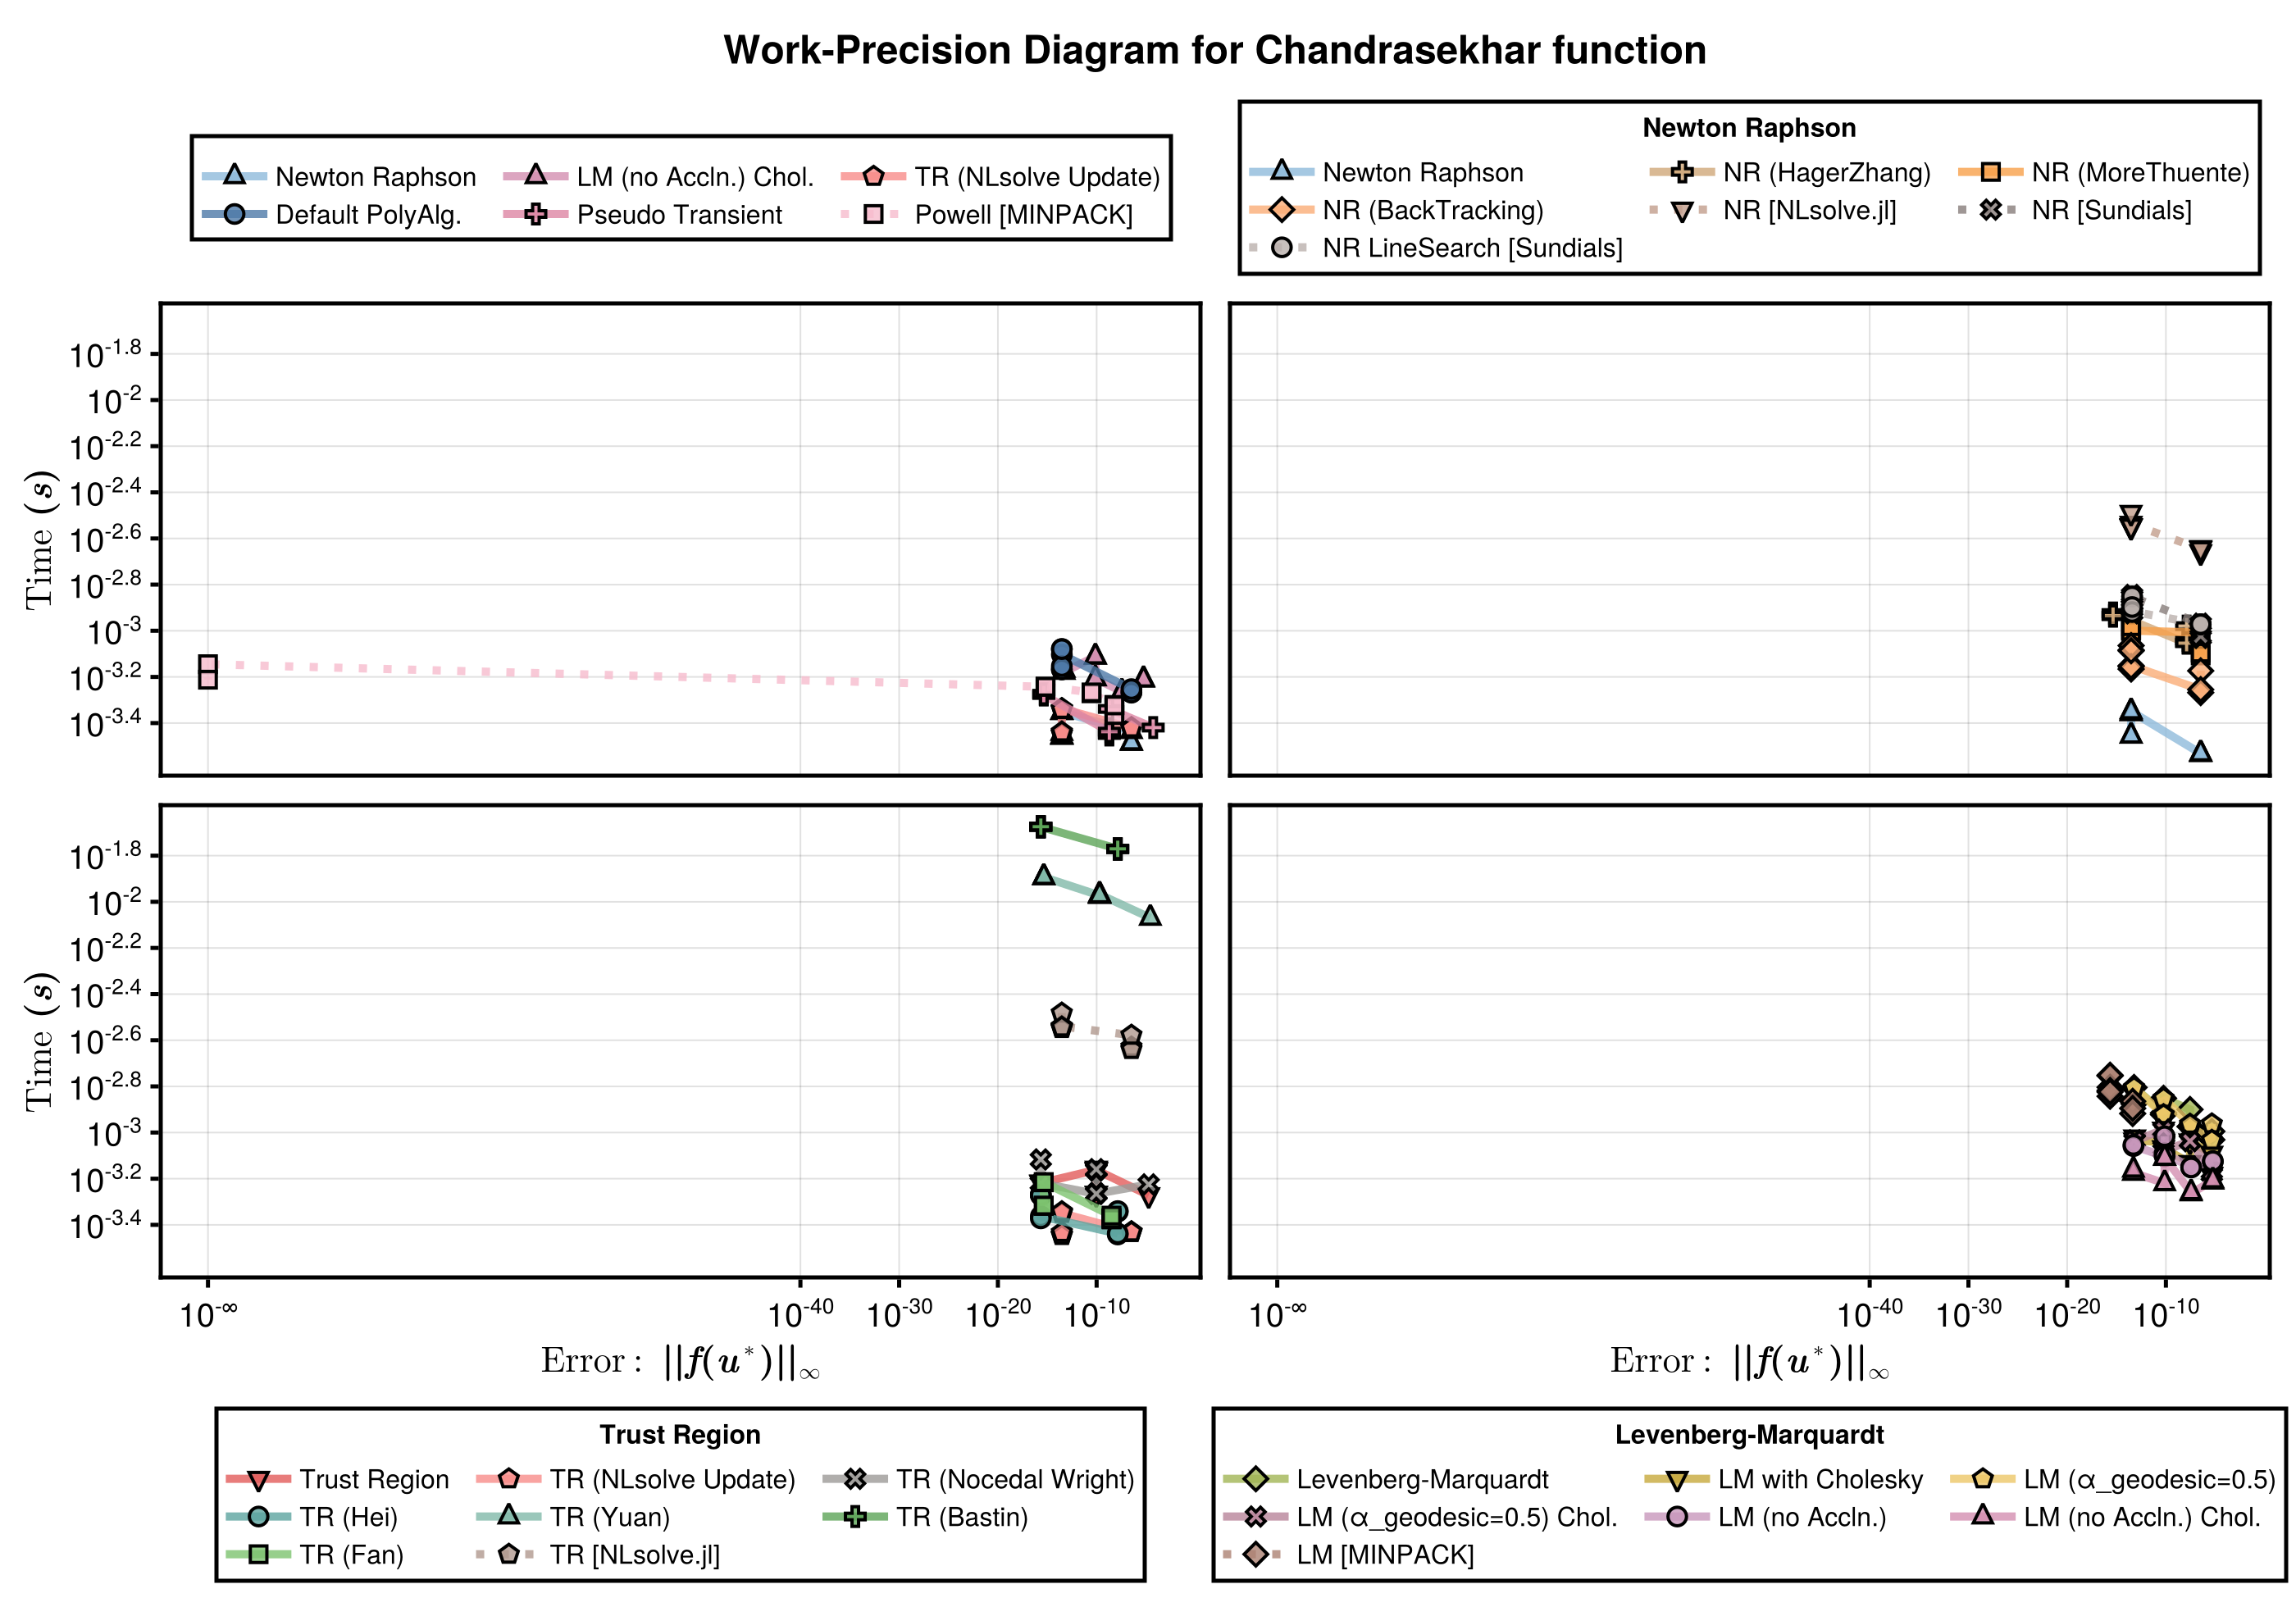 Work-Precision Diagram for Chandrasekhar function
Newton Raphson LM (no Accln.) Chol. TR (NLsolve Update)
Default PolyAlg. Pseudo Transient Powell [MINPACK]
Newton Raphson
Newton Raphson NR (HagerZhang) NR (MoreThuente)
NR (BackTracking) NR [NLsolve.jl] NR [Sundials]
NR LineSearch [Sundials]
Time (s)
10^-1.8
10^-2
10^-2.2
10^-2.4
10^-2.6
10^-2.8
10^-3
10^-3.2
10^-3.4
Time (s)
10^-1.8
10^-2
10^-2.2
10^-2.4
10^-2.6
10^-2.8
10^-3
10^-3.2
10^-3.4
10^-∞ 10^-40 10^-30 10^-20 10^-10
10^-∞ 10^-40 10^-30 10^-20 10^-10
Error: ||f(u*)||∞
Error: ||f(u*)||∞
Trust Region
Trust Region TR (NLsolve Update) TR (Nocedal Wright)
TR (Hei) TR (Yuan) TR (Bastin)
TR (Fan) TR [NLsolve.jl]
Levenberg-Marquardt
Levenberg-Marquardt LM with Cholesky LM (α_geodesic=0.5)
LM (α_geodesic=0.5) Chol. LM (no Accln.) LM (no Accln.) Chol.
LM [MINPACK]